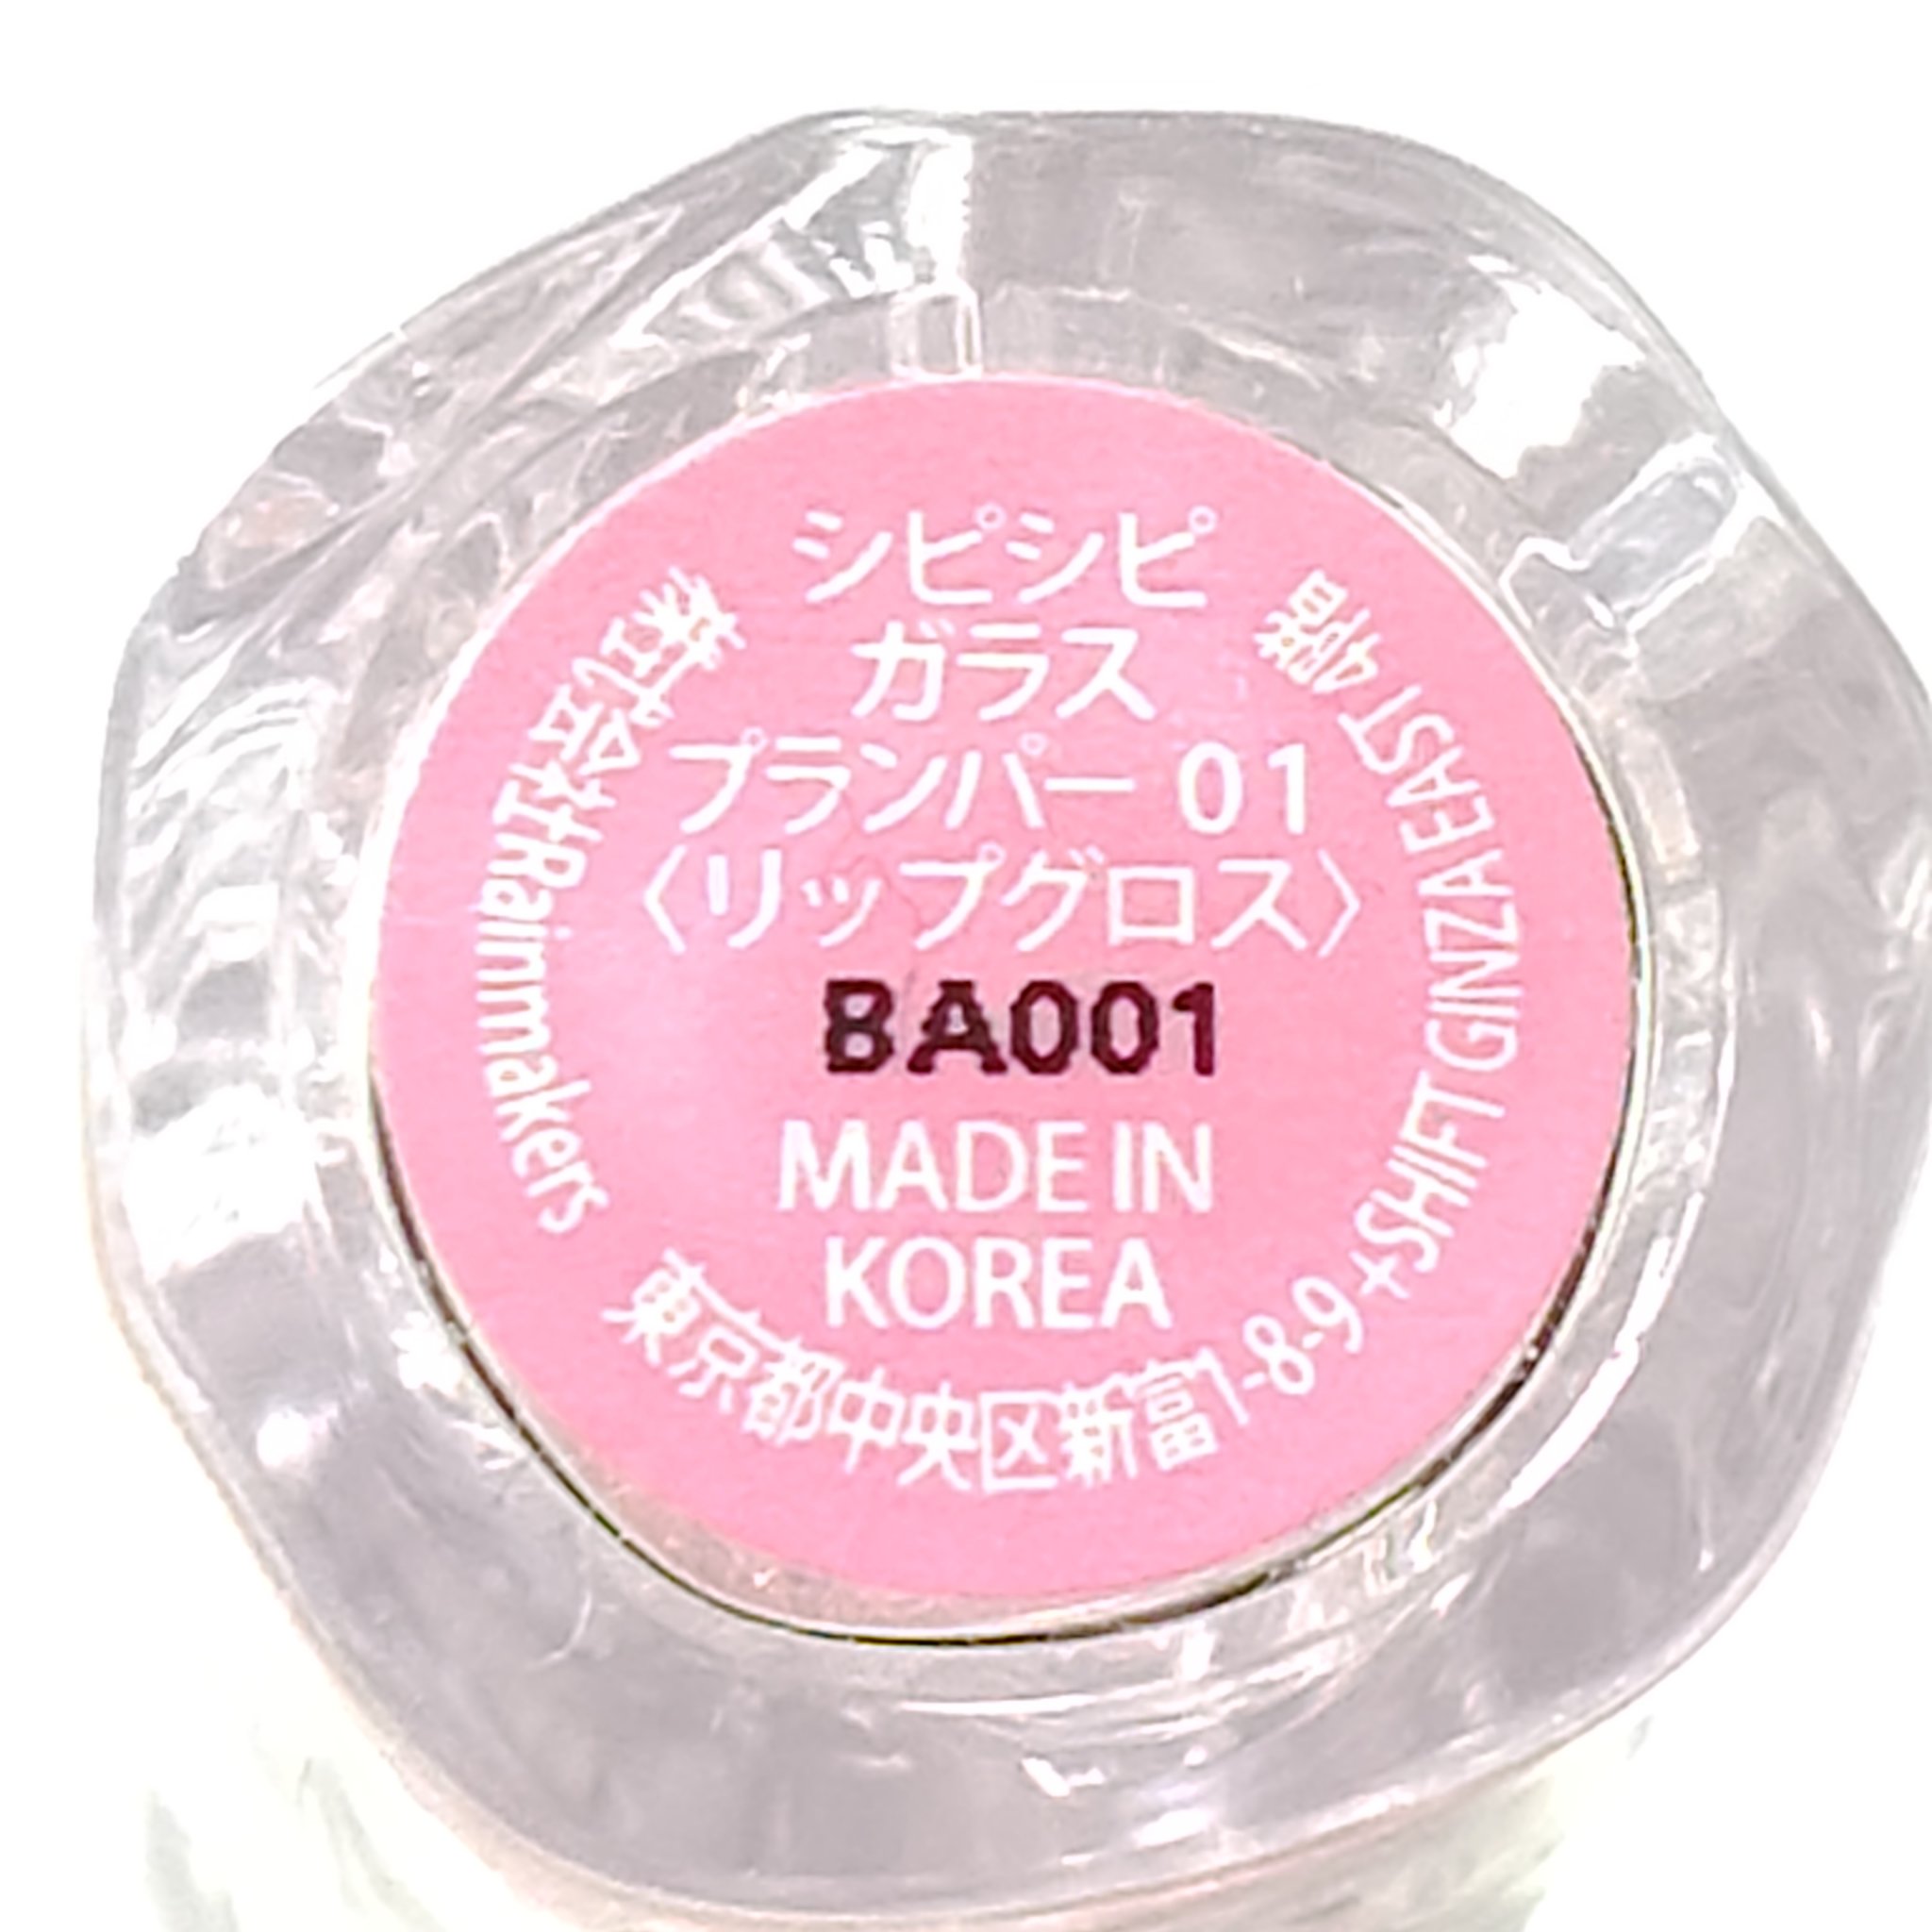 シピシピ
ガラス
プランパー 01
〈リップグロス〉
BA001
MADE IN
KOREA
株式会社Rainmakers
東京都中央区新富1-8-9 +SHIFT GINZA EAST 4階